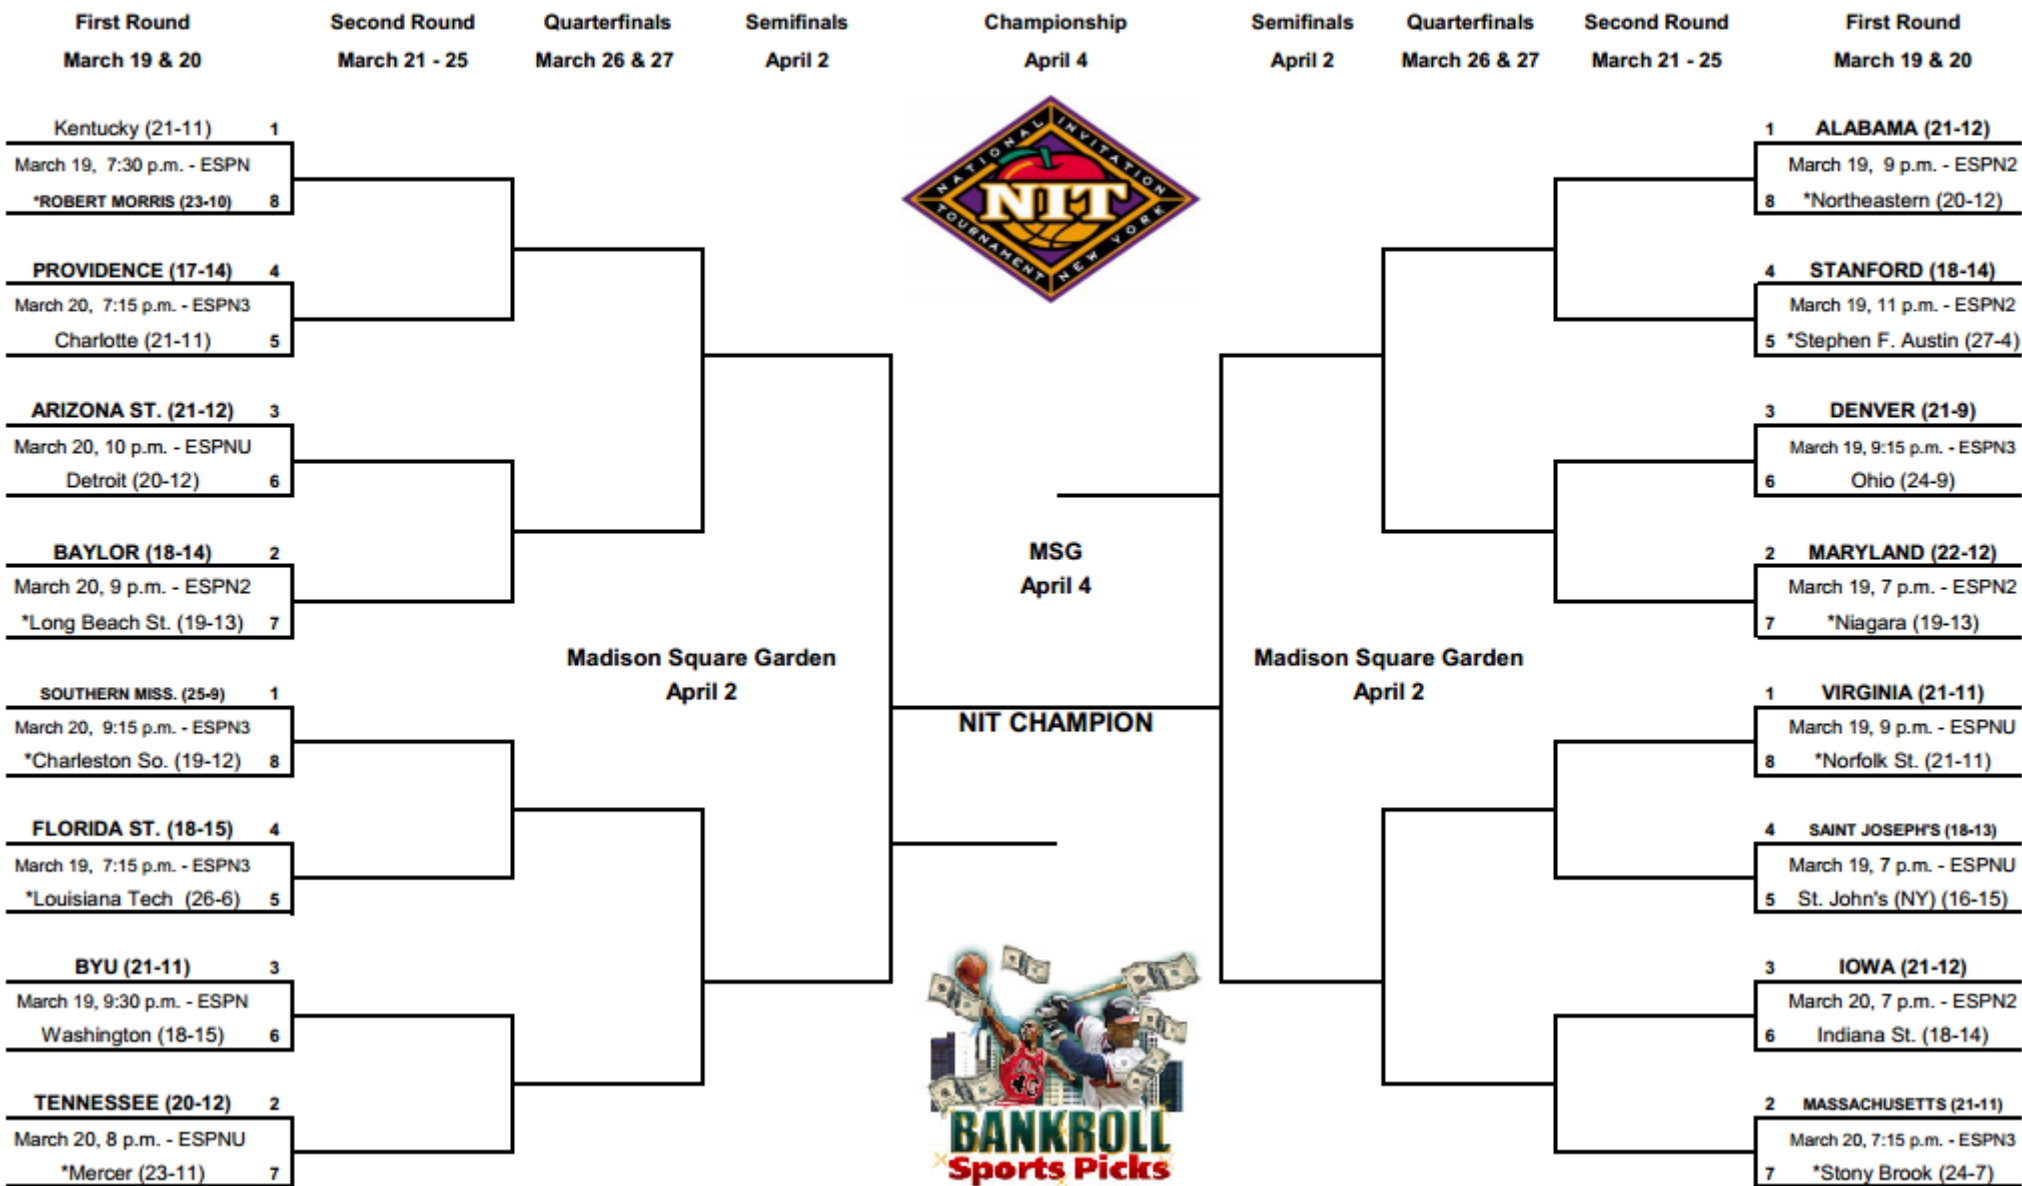 First Round
March 19 & 20
Second Round
March 21 - 25
Quarterfinals
March 26 & 27
Semifinals
April 2
Championship
April 4
Semifinals
April 2
Quarterfinals
March 26 & 27
Second Round
March 21 - 25
First Round
March 19 & 20
Kentucky (21-11) 1
March 19, 7:30 p.m. - ESPN
*ROBERT MORRIS (23-10) 8
PROVIDENCE (17-14) 4
March 20, 7:15 p.m. - ESPN3
Charlotte (21-11) 5
ARIZONA ST. (21-12) 3
March 20, 10 p.m. - ESPNU
Detroit (20-12) 6
BAYLOR (18-14) 2
March 20, 9 p.m. - ESPN2
*Long Beach St. (19-13) 7
SOUTHERN MISS. (25-9) 1
March 20, 9:15 p.m. - ESPN3
*Charleston So. (19-12) 8
FLORIDA ST. (18-15) 4
March 19, 7:15 p.m. - ESPN3
*Louisiana Tech (26-6) 5
BYU (21-11) 3
March 19, 9:30 p.m. - ESPN
Washington (18-15) 6
TENNESSEE (20-12) 2
March 20, 8 p.m. - ESPNU
*Mercer (23-11) 7
Madison Square Garden
April 2
NATIONAL INVITATION
NIT
TOURNAMENT NEW YORK
MSG
April 4
NIT CHAMPION
BANKROLL
Sports Picks
Madison Square Garden
April 2
1 ALABAMA (21-12)
March 19, 9 p.m. - ESPN2
8 *Northeastern (20-12)
4 STANFORD (18-14)
March 19, 11 p.m. - ESPN2
5 *Stephen F. Austin (27-4)
3 DENVER (21-9)
March 19, 9:15 p.m. - ESPN3
6 Ohio (24-9)
2 MARYLAND (22-12)
March 19, 7 p.m. - ESPN2
7 *Niagara (19-13)
1 VIRGINIA (21-11)
March 19, 9 p.m. - ESPNU
8 *Norfolk St. (21-11)
4 SAINT JOSEPH'S (18-13)
March 19, 7 p.m. - ESPNU
5 St. John's (NY) (16-15)
3 IOWA (21-12)
March 20, 7 p.m. - ESPN2
6 Indiana St. (18-14)
2 MASSACHUSETTS (21-11)
March 20, 7:15 p.m. - ESPN3
7 *Stony Brook (24-7)